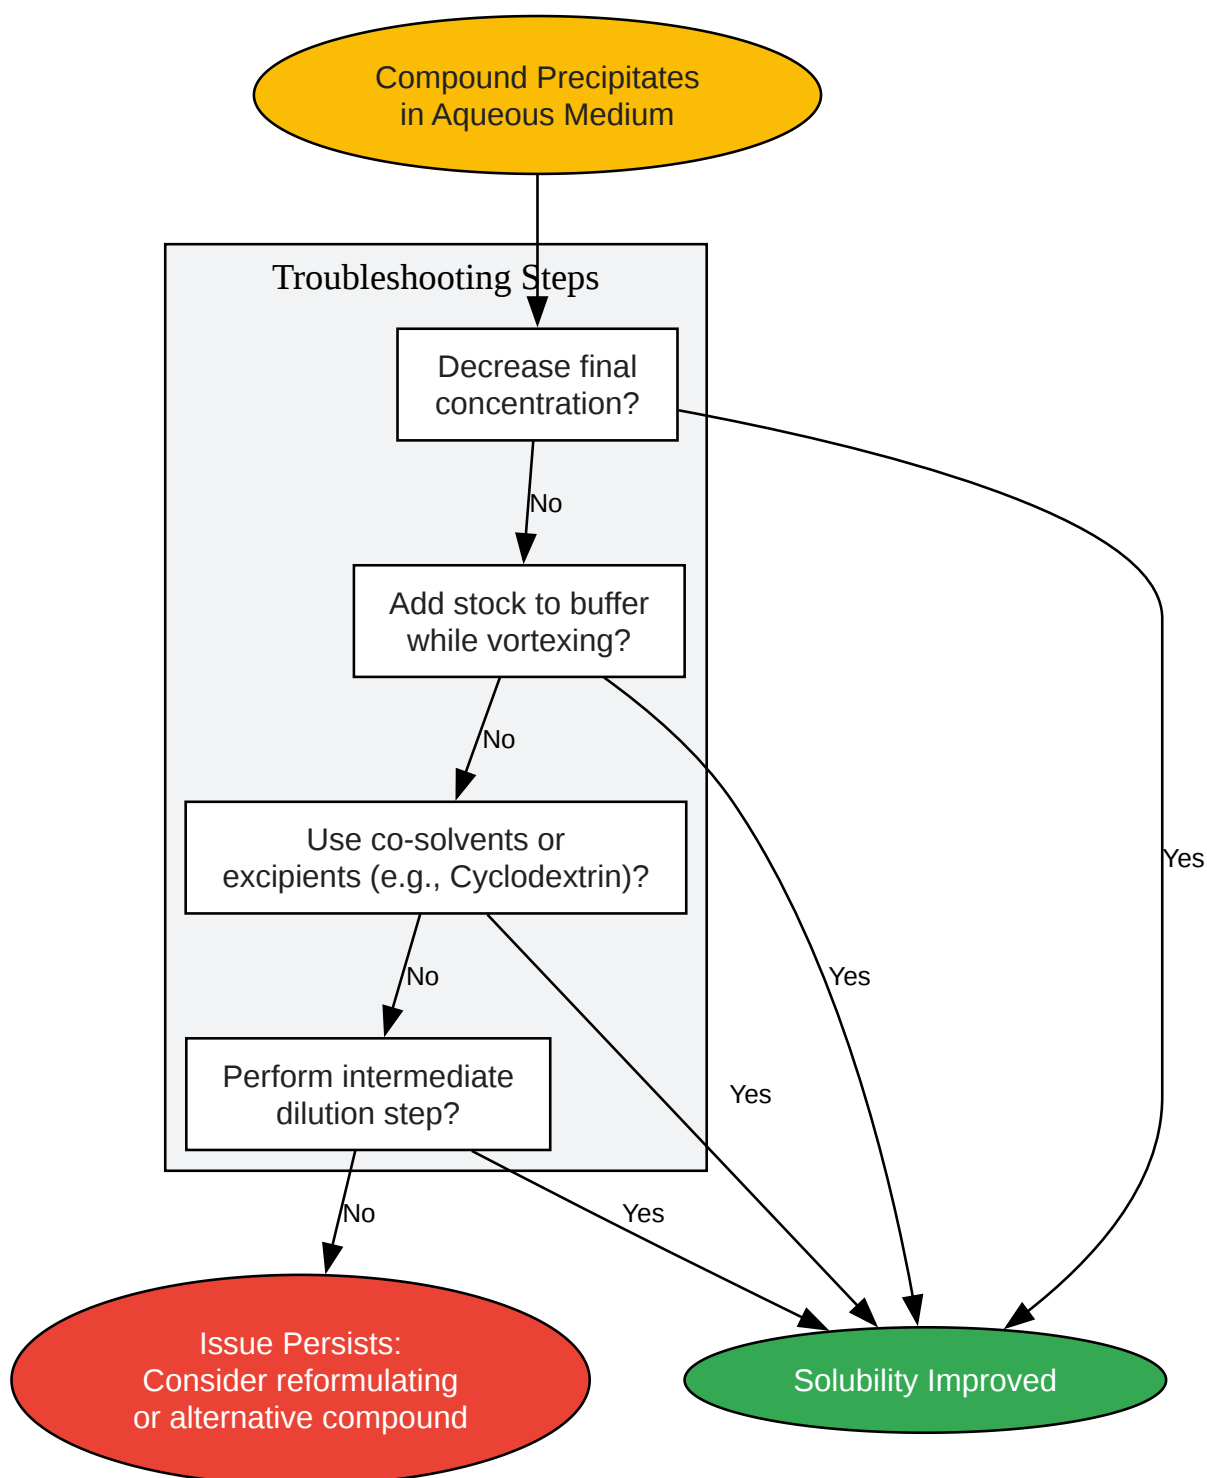 Compound Precipitates
in Aqueous Medium
Troubleshooting Steps
Decrease final
concentration?
No
Add stock to buffer
while vortexing?
No
Use co-solvents or
excipients (e.g., Cyclodextrin)?
Yes
No
Yes
Perform intermediate
dilution step?
Yes
No
Yes
Issue Persists:
Consider reformulating
or alternative compound
Solubility Improved